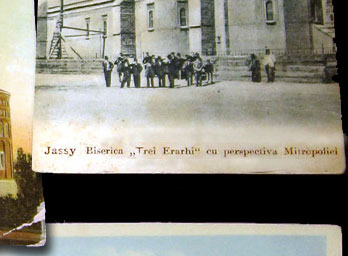 Jassy Biserica „Trei Erarhi“ cu perspectiva Mitropoliei